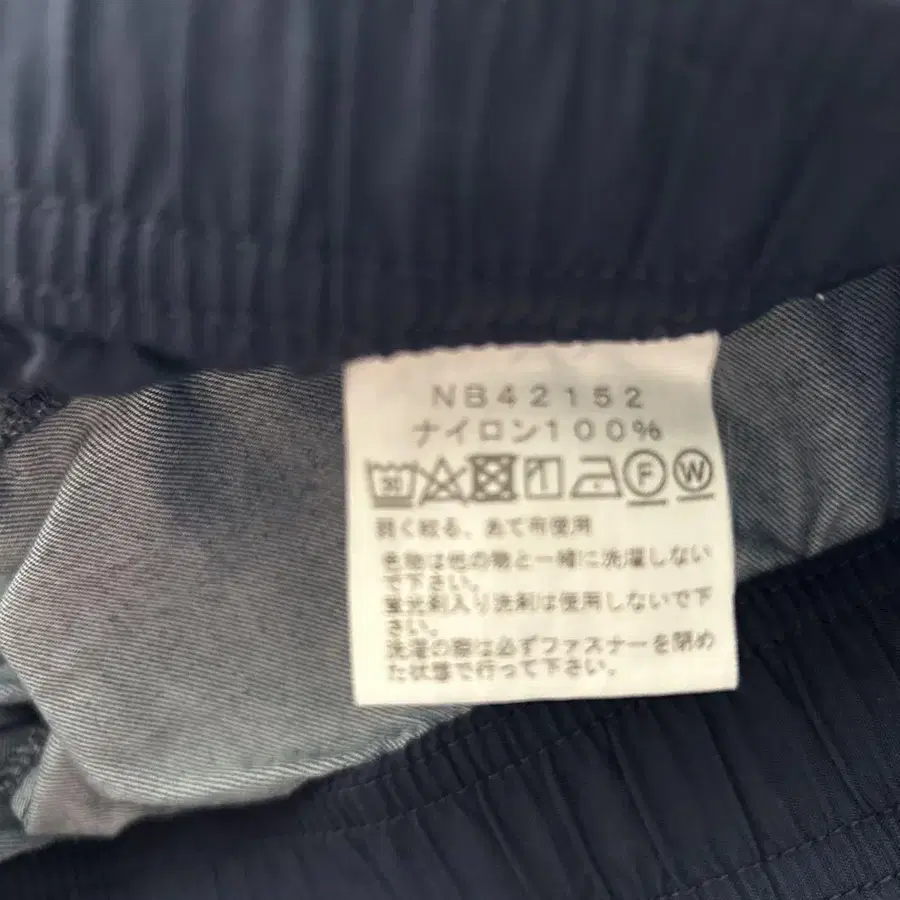 NB42152
ナイロン100%
30 F W
弱く絞る、あて布使用
色物は他の物と一緒に洗濯しない
で下さい。
蛍光剤入り洗剤は使用しないで下
さい。
洗濯の際は必ずファスナーを閉め
た状態で行って下さい。